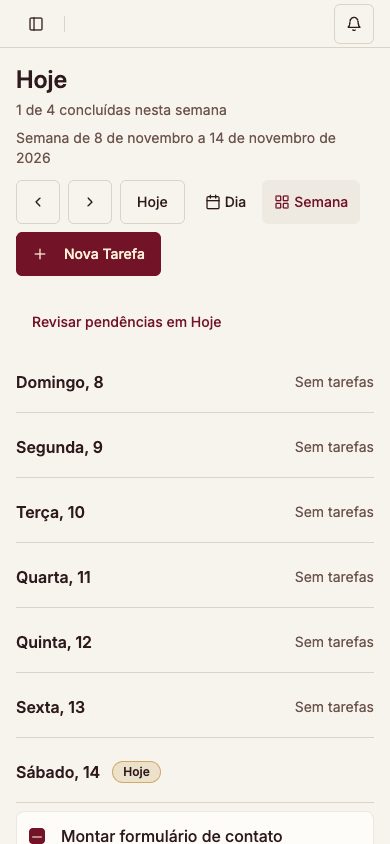 Hoje
1 de 4 concluídas nesta semana
Semana de 8 de novembro a 14 de novembro de
2026
Hoje
Dia
Semana
Nova Tarefa
Revisar pendências em Hoje
Domingo, 8
Sem tarefas
Segunda, 9
Sem tarefas
Terça, 10
Sem tarefas
Quarta, 11
Sem tarefas
Quinta, 12
Sem tarefas
Sexta, 13
Sem tarefas
Sábado, 14
Hoje
Montar formulário de contato